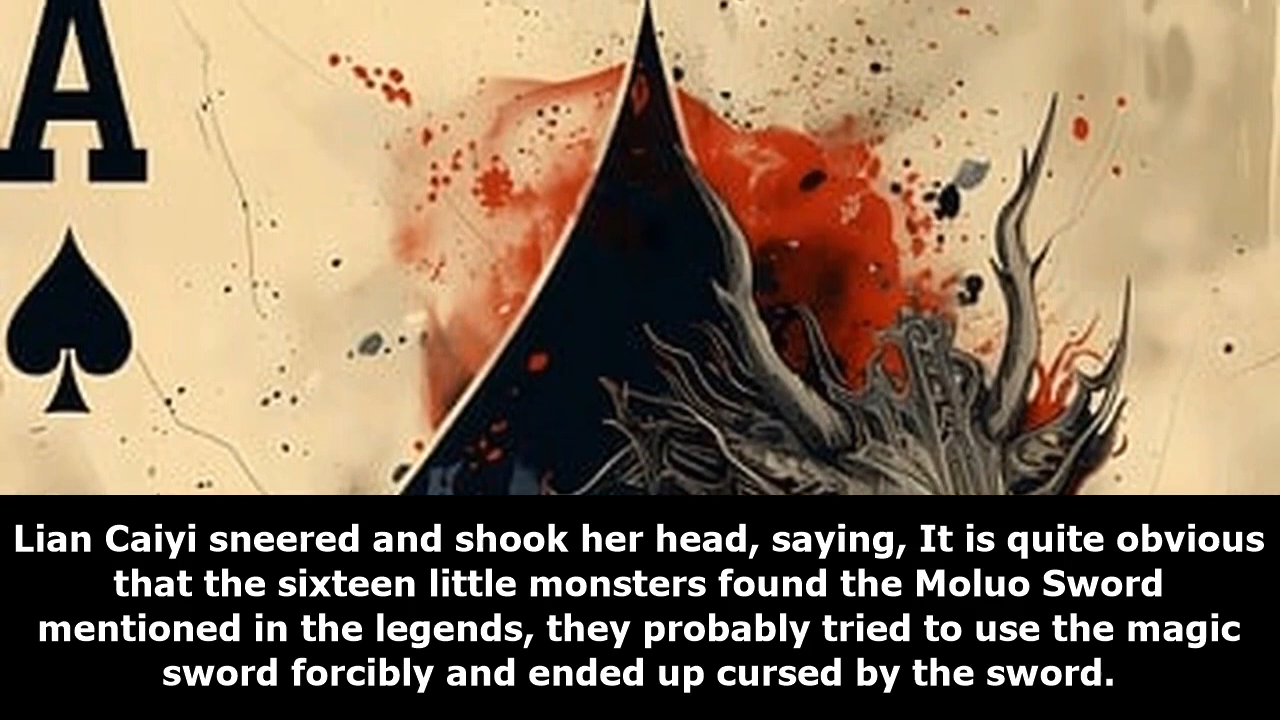 A
Lian Caiyi sneered and shook her head, saying, It is quite obvious
that the sixteen little monsters found the Moluo Sword
mentioned in the legends, they probably tried to use the magic
sword forcibly and ended up cursed by the sword.